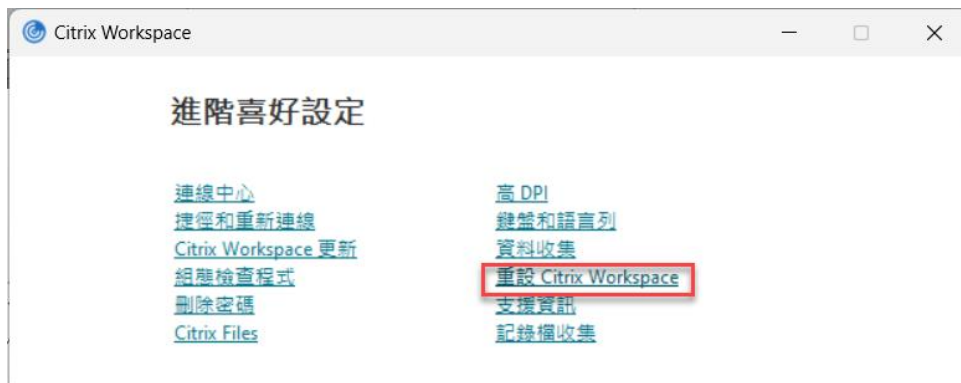 Citrix Workspace
進階喜好設定
連線中心
捷徑和重新連線
Citrix Workspace 更新
組態檢查程式
刪除密碼
Citrix Files
高 DPI
鍵盤和語言列
資料收集
重設 Citrix Workspace
支援資訊
記錄檔收集